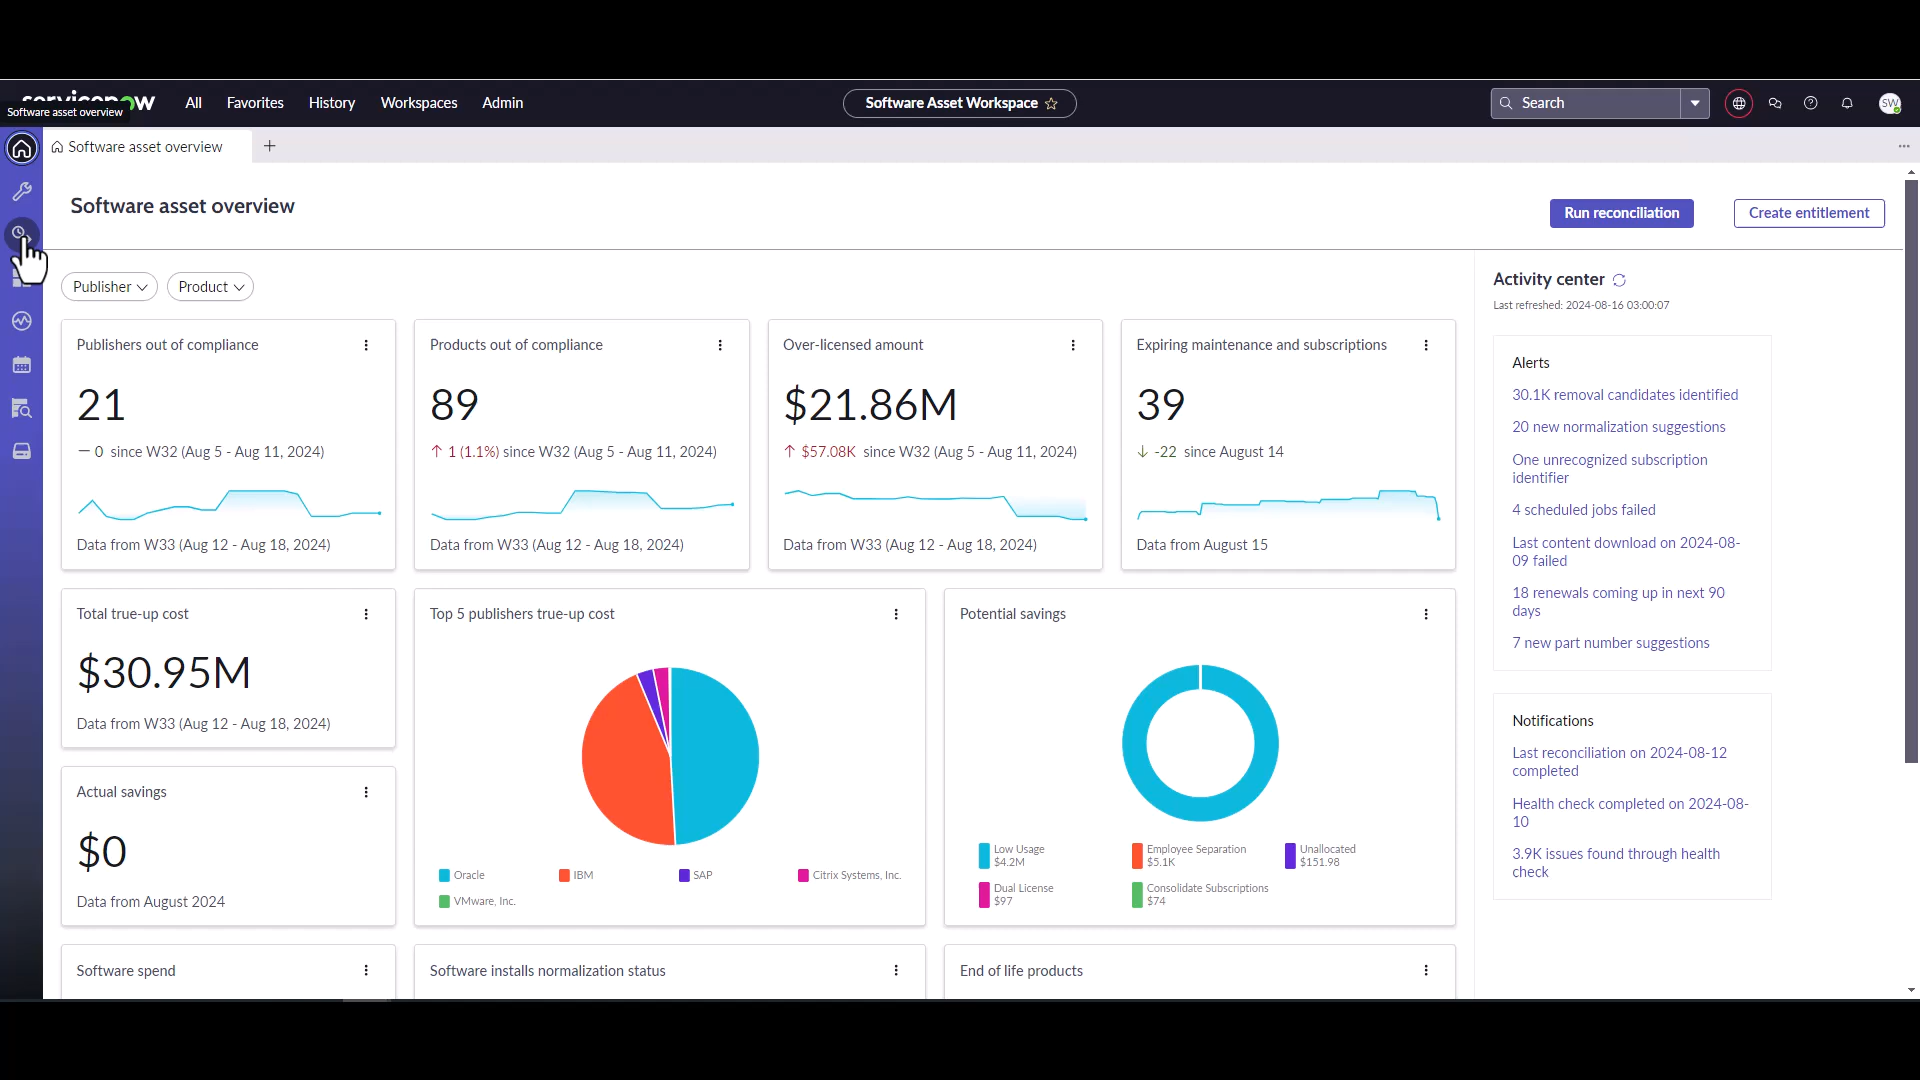 servicenow
Software asset overview
All
Favorites
History
Workspaces
Admin
Software Asset Workspace
Search
SW
Software asset overview
Software asset overview
Run reconciliation
Create entitlement
Publisher
Product
Publishers out of compliance
21
0 since W32 (Aug 5 - Aug 11, 2024)
Data from W33 (Aug 12 - Aug 18, 2024)
Products out of compliance
89
1 (1.1%) since W32 (Aug 5 - Aug 11, 2024)
Data from W33 (Aug 12 - Aug 18, 2024)
Over-licensed amount
$21.86M
$57.08K since W32 (Aug 5 - Aug 11, 2024)
Data from W33 (Aug 12 - Aug 18, 2024)
Expiring maintenance and subscriptions
39
-22 since August 14
Data from August 15
Total true-up cost
$30.95M
Data from W33 (Aug 12 - Aug 18, 2024)
Actual savings
$0
Data from August 2024
Top 5 publishers true-up cost
Oracle
IBM
SAP
Citrix Systems, Inc.
VMware, Inc.
Potential savings
Low Usage
$4.2M
Employee Separation
$5.1K
Unallocated
$151.98
Dual License
$97
Consolidate Subscriptions
$74
Software spend
Software installs normalization status
End of life products
Activity center
Last refreshed: 2024-08-16 03:00:07
Alerts
30.1K removal candidates identified
20 new normalization suggestions
One unrecognized subscription
identifier
4 scheduled jobs failed
Last content download on 2024-08-
09 failed
18 renewals coming up in next 90
days
7 new part number suggestions
Notifications
Last reconciliation on 2024-08-12
completed
Health check completed on 2024-08-
10
3.9K issues found through health
check